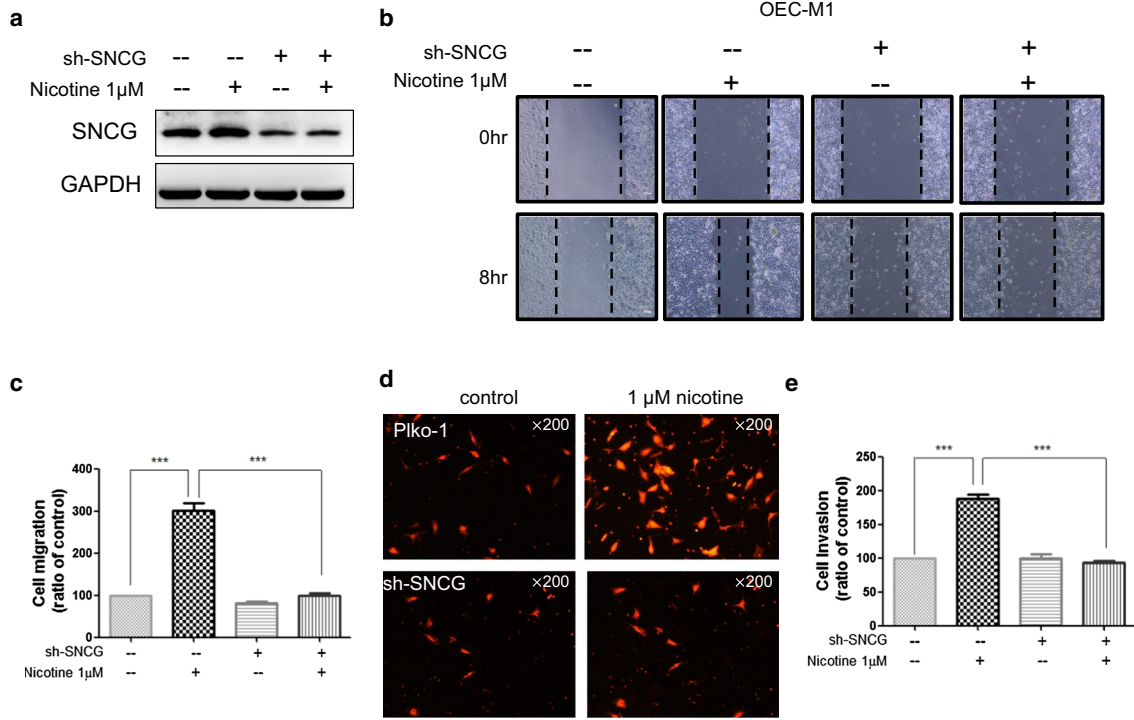 a
sh-SNCG -- -- + +
Nicotine 1µM -- + -- +
SNCG
GAPDH
b
OEC-M1
sh-SNCG -- -- + +
Nicotine 1µM -- + -- +
0hr
8hr
c
Cell migration
(ratio of control)
400
300
200
100
0
*** ***
sh-SNCG -- -- + +
Nicotine 1µM -- + -- +
d
control 1 µM nicotine
Plko-1 ×200 ×200
sh-SNCG ×200 ×200
e
Cell Invasion
(ratio of control)
250
200
150
100
50
0
*** ***
sh-SNCG -- -- + +
Nicotine 1µM -- + -- +